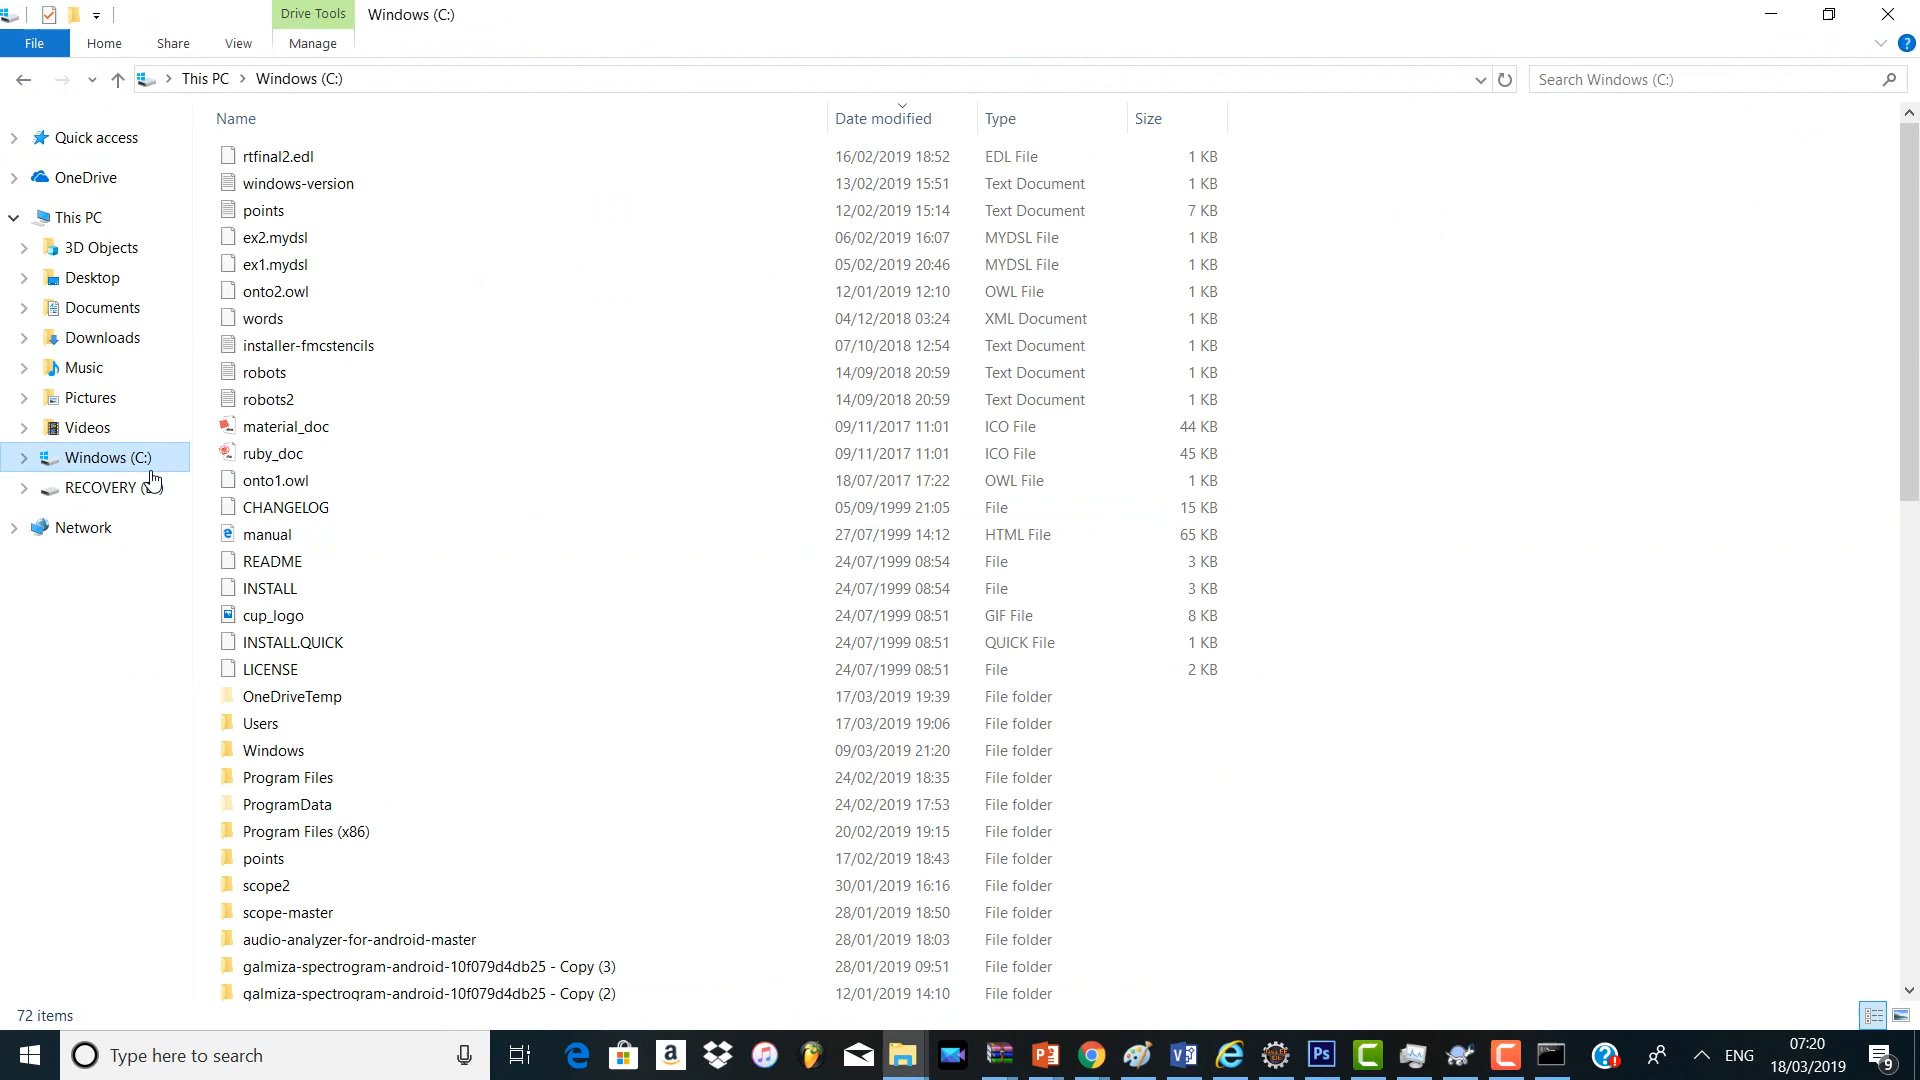 Drive Tools
Windows (C:)
File
Home
Share
View
Manage
This PC
Windows (C:)
Search Windows (C:)
Name
Date modified
Type
Size
Quick access
OneDrive
This PC
3D Objects
Desktop
Documents
Downloads
Music
Pictures
Videos
Windows (C:)
RECOVERY
Network
rtfinal2.edl 16/02/2019 18:52 EDL File 1 KB
windows-version 13/02/2019 15:51 Text Document 1 KB
points 12/02/2019 15:14 Text Document 7 KB
ex2.mydsl 06/02/2019 16:07 MYDSL File 1 KB
ex1.mydsl 05/02/2019 20:46 MYDSL File 1 KB
onto2.owl 12/01/2019 12:10 OWL File 1 KB
words 04/12/2018 03:24 XML Document 1 KB
installer-fmcstencils 07/10/2018 12:54 Text Document 1 KB
robots 14/09/2018 20:59 Text Document 1 KB
robots2 14/09/2018 20:59 Text Document 1 KB
material_doc 09/11/2017 11:01 ICO File 44 KB
ruby_doc 09/11/2017 11:01 ICO File 45 KB
onto1.owl 18/07/2017 17:22 OWL File 1 KB
CHANGELOG 05/09/1999 21:05 File 15 KB
manual 27/07/1999 14:12 HTML File 65 KB
README 24/07/1999 08:54 File 3 KB
INSTALL 24/07/1999 08:54 File 3 KB
cup_logo 24/07/1999 08:51 GIF File 8 KB
INSTALL.QUICK 24/07/1999 08:51 QUICK File 1 KB
LICENSE 24/07/1999 08:51 File 2 KB
OneDriveTemp 17/03/2019 19:39 File folder
Users 17/03/2019 19:06 File folder
Windows 09/03/2019 21:20 File folder
Program Files 24/02/2019 18:35 File folder
ProgramData 24/02/2019 17:53 File folder
Program Files (x86) 20/02/2019 19:15 File folder
points 17/02/2019 18:43 File folder
scope2 30/01/2019 16:16 File folder
scope-master 28/01/2019 18:50 File folder
audio-analyzer-for-android-master 28/01/2019 18:03 File folder
galmiza-spectrogram-android-10f079d4db25 - Copy (3) 28/01/2019 09:51 File folder
galmiza-spectrogram-android-10f079d4db25 - Copy (2) 12/01/2019 14:10 File folder
72 items
Type here to search
ENG
07:20
18/03/2019
9